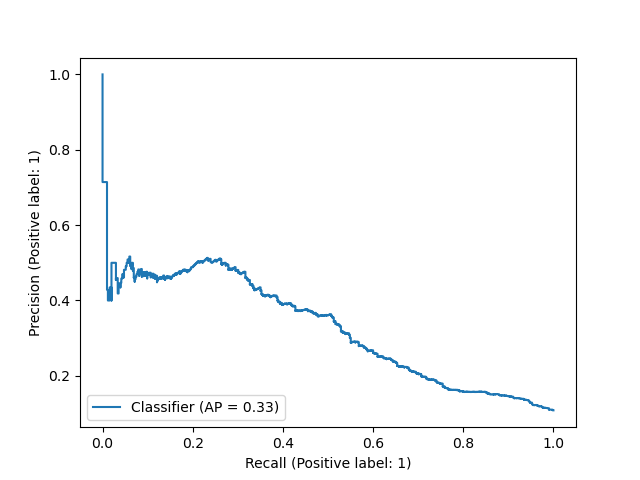 1.0
0.8
0.6
0.4
0.2
Precision (Positive label: 1)
Classifier (AP = 0.33)
0.0 0.2 0.4 0.6 0.8 1.0
Recall (Positive label: 1)